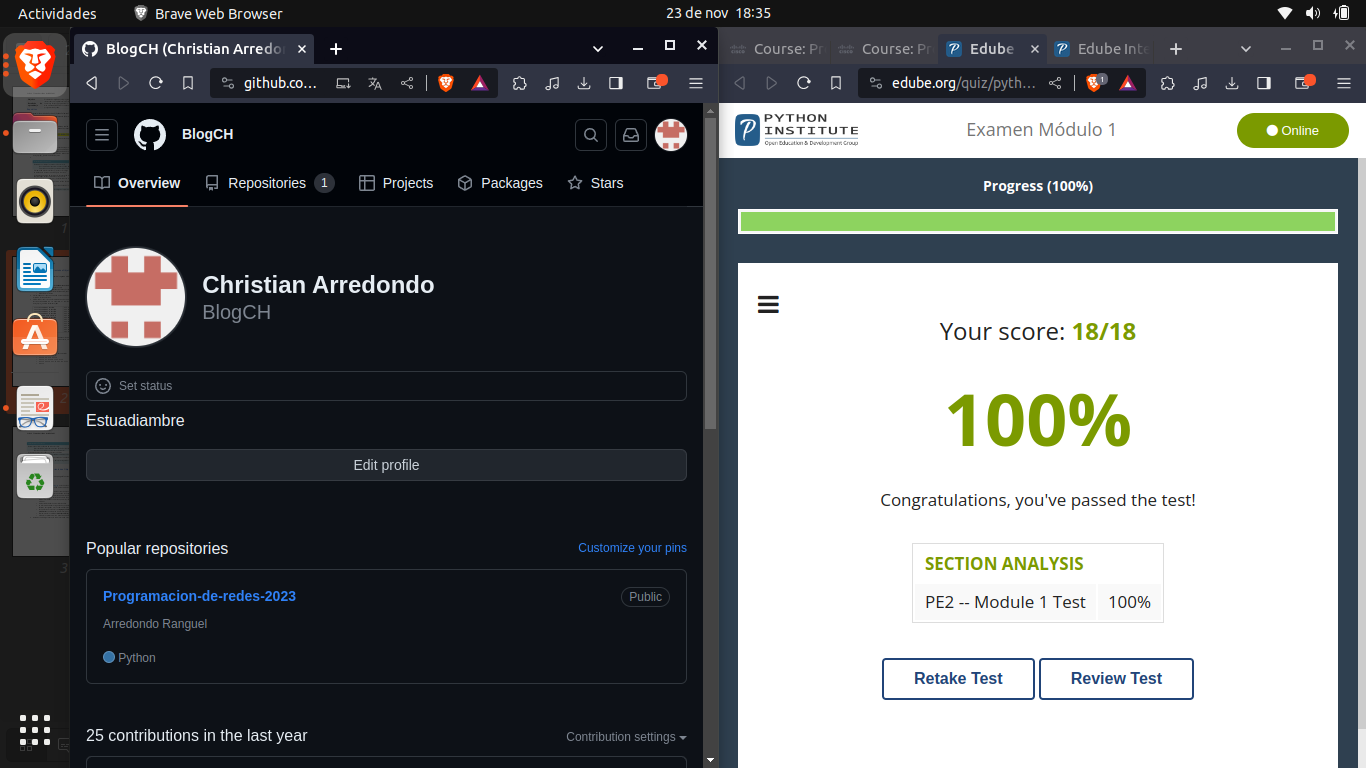 Actividades
Brave Web Browser
23 de nov 18:35
BlogCH (Christian Arredo
github.co...
BlogCH
Overview
Repositories 1
Projects
Packages
Stars
Christian Arredondo
BlogCH
Set status
Estuadiambre
Edit profile
Popular repositories
Customize your pins
Programacion-de-redes-2023
Public
Arredondo Ranguel
Python
25 contributions in the last year
Contribution settings
Course: Pr
Course: Pr
Edube
Edube Inte
edube.org/quiz/pyth...
1
PYTHON
INSTITUTE
Open Education & Development Group
Examen Módulo 1
Online
Progress (100%)
Your score: 18/18
100%
Congratulations, you've passed the test!
SECTION ANALYSIS
PE2 -- Module 1 Test 100%
Retake Test
Review Test
1
2
3